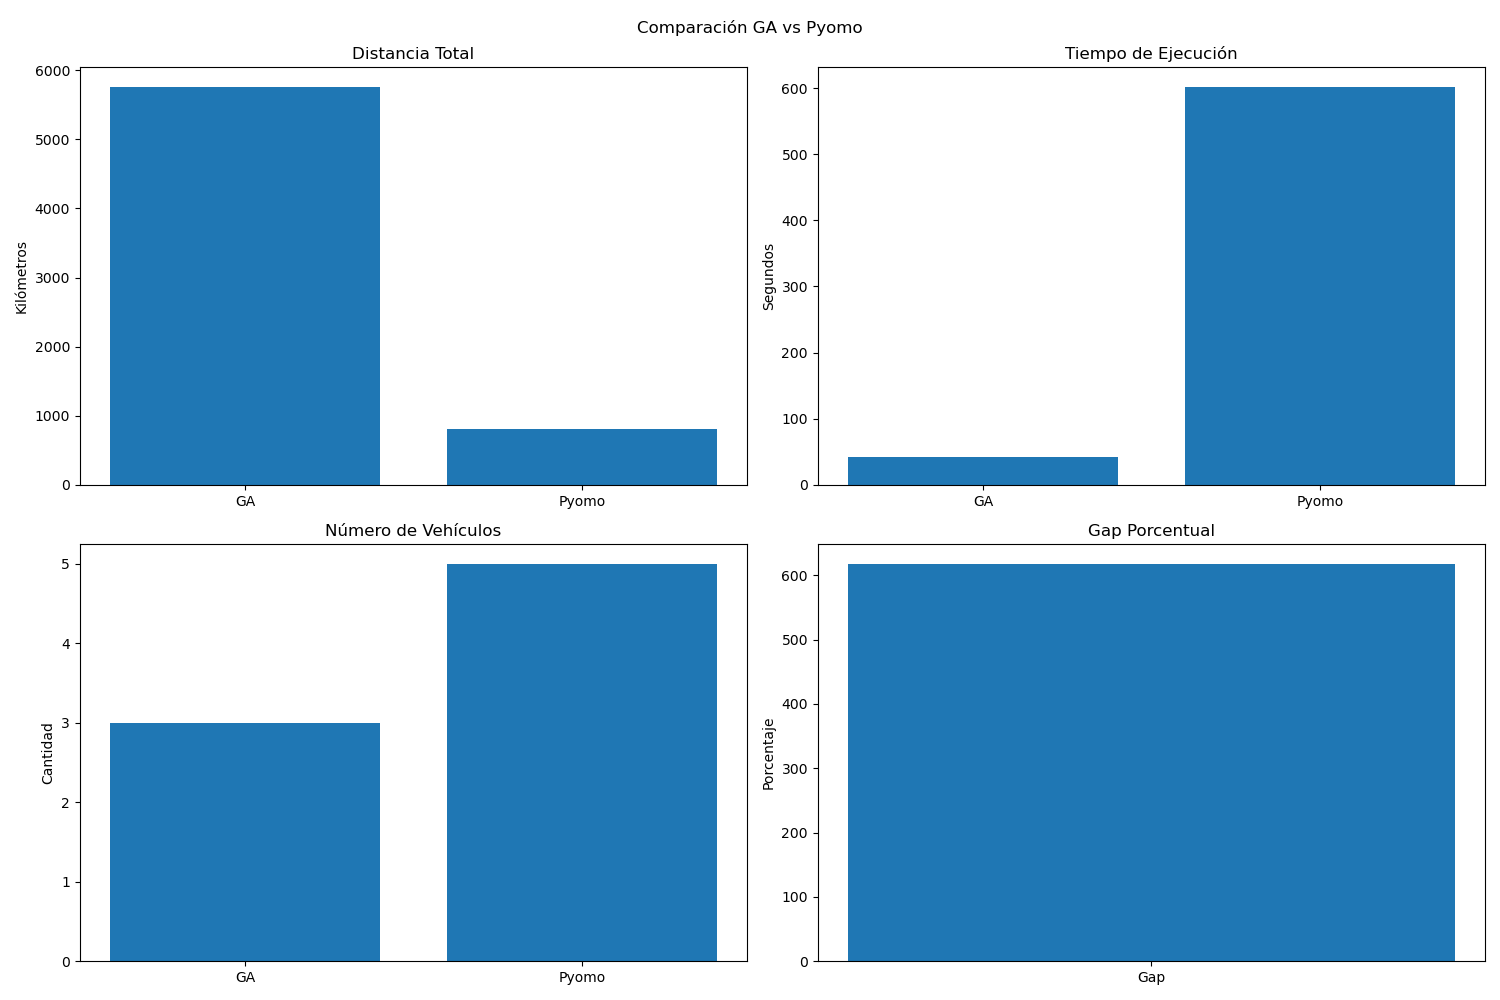 Comparación GA vs Pyomo
Distancia Total
Kilómetros
6000
5000
4000
3000
2000
1000
0
GA
Pyomo
Tiempo de Ejecución
Segundos
600
500
400
300
200
100
0
GA
Pyomo
Número de Vehículos
Cantidad
5
4
3
2
1
0
GA
Pyomo
Gap Porcentual
Porcentaje
600
500
400
300
200
100
0
Gap